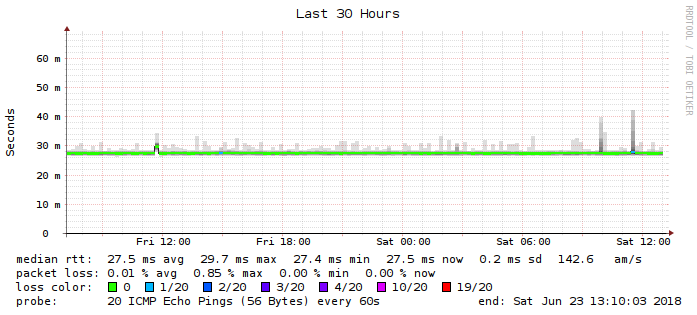 Last 30 Hours
RRDTOOL / TOBI OETIKER
Seconds
60 m
50 m
40 m
30 m
20 m
10 m
0
Fri 12:00 Fri 18:00 Sat 00:00 Sat 06:00 Sat 12:00
median rtt: 27.5 ms avg 29.7 ms max 27.4 ms min 27.5 ms now 0.2 ms sd 142.6 am/s
packet loss: 0.01 % avg 0.85 % max 0.00 % min 0.00 % now
loss color: 0 1/20 2/20 3/20 4/20 10/20 19/20
probe: 20 ICMP Echo Pings (56 Bytes) every 60s end: Sat Jun 23 13:10:03 2018